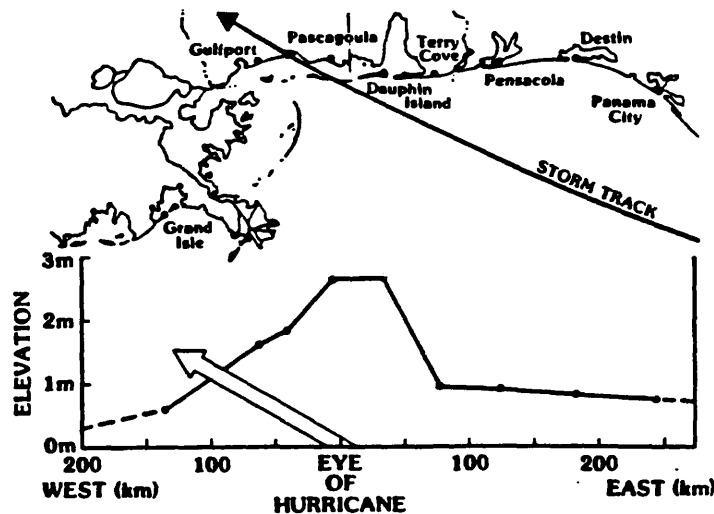 Gulfport
Pascagoula
Dauphin
Island
Terry
Cove
Pensacola
Destin
Panama
City
STORM TRACK
Grand
Isle
3m
2m
1m
0m
ELEVATION
200 100 EYE 100 200
WEST (km) OF EAST (km)
HURRICANE